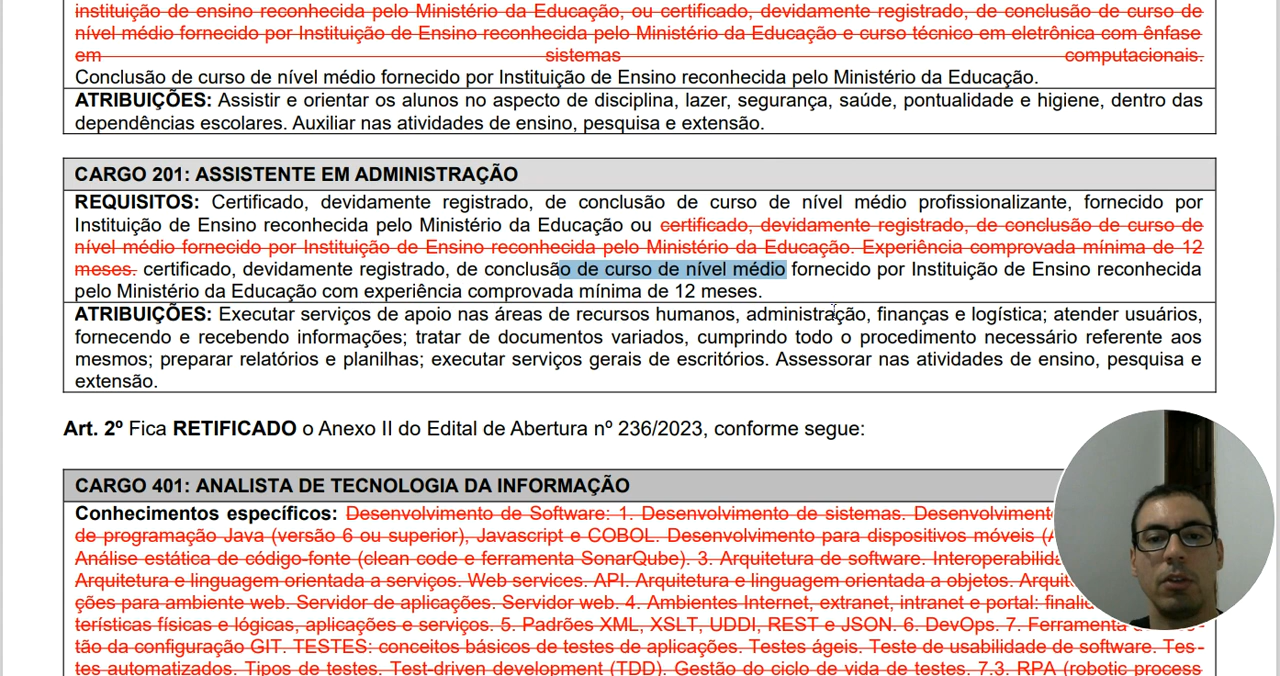 instituição de ensino reconhecida pelo Ministério da Educação, ou certificado, devidamente registrado, de conclusão de curso de
nível médio fornecido por Instituição de Ensino reconhecida pelo Ministério da Educação e curso técnico em eletrônica com ênfase
em sistemas computacionais.
Conclusão de curso de nível médio fornecido por Instituição de Ensino reconhecida pelo Ministério da Educação.
ATRIBUIÇÕES: Assistir e orientar os alunos no aspecto de disciplina, lazer, segurança, saúde, pontualidade e higiene, dentro das
dependências escolares. Auxiliar nas atividades de ensino, pesquisa e extensão.
CARGO 201: ASSISTENTE EM ADMINISTRAÇÃO
REQUISITOS: Certificado, devidamente registrado, de conclusão de curso de nível médio profissionalizante, fornecido por
Instituição de Ensino reconhecida pelo Ministério da Educação ou certificado, devidamente registrado, de conclusão de curso de
nível médio fornecido por Instituição de Ensino reconhecida pelo Ministério da Educação. Experiência comprovada mínima de 12
meses. certificado, devidamente registrado, de conclusão de curso de nível médio fornecido por Instituição de Ensino reconhecida
pelo Ministério da Educação com experiência comprovada mínima de 12 meses.
ATRIBUIÇÕES: Executar serviços de apoio nas áreas de recursos humanos, administração, finanças e logística; atender usuários,
fornecendo e recebendo informações; tratar de documentos variados, cumprindo todo o procedimento necessário referente aos
mesmos; preparar relatórios e planilhas; executar serviços gerais de escritórios. Assessorar nas atividades de ensino, pesquisa e
extensão.
Art. 2º Fica RETIFICADO o Anexo II do Edital de Abertura nº 236/2023, conforme segue:
CARGO 401: ANALISTA DE TECNOLOGIA DA INFORMAÇÃO
Conhecimentos específicos: Desenvolvimento de Software: 1. Desenvolvimento de sistemas. Desenvolvimento
de programação Java (versão 6 ou superior), Javascript e COBOL. Desenvolvimento para dispositivos móveis
Análise estática de código-fonte (clean code e ferramenta SonarQube). 3. Arquitetura de software.
Arquitetura e linguagem orientada a serviços. Web services. API. Arquitetura e linguagem orientada a objetos.
ções para ambiente web. Servidor de aplicações. Servidor web. 4. Ambientes Internet, extranet, intranet e portal:
terísticas físicas e lógicas, aplicações e serviços. 5. Padrões XML, XSLT, UDDI, REST e JSON. 6. DevOps. 7. Ferramenta
tão da configuração GIT. TESTES: conceitos básicos de testes de aplicações. Testes ágeis. Teste de usabilidade de software. Tes-
tes automatizados. Tipos de testes. Test-driven development (TDD). Gestão do ciclo de vida de testes. 7.3. RPA (robotic process